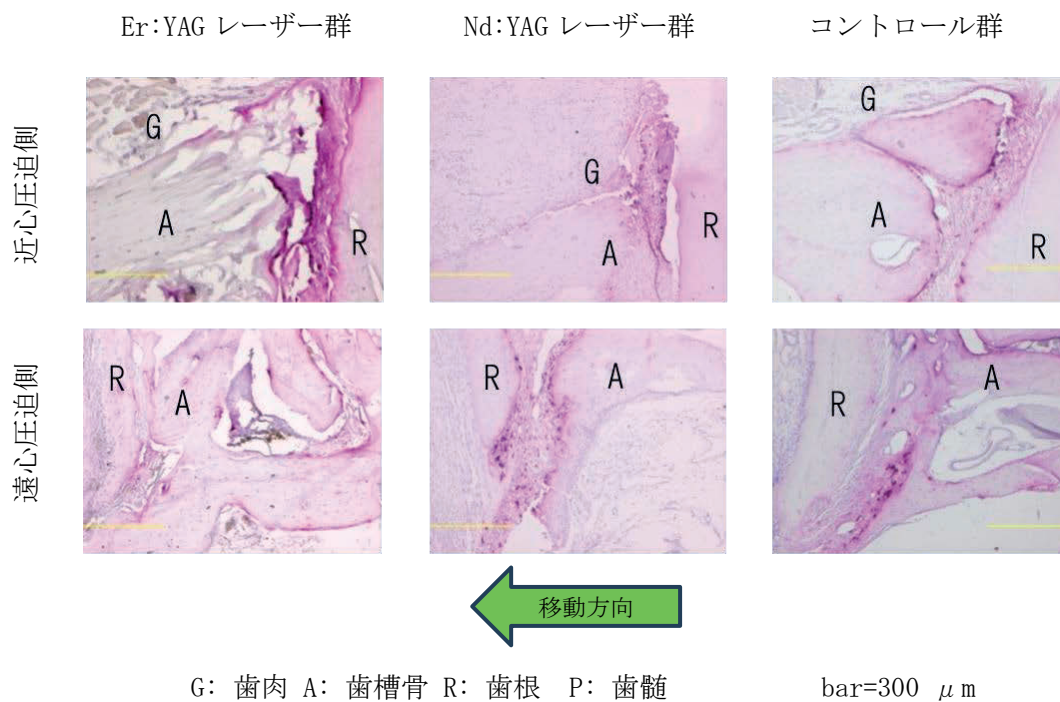 Er:YAG レーザー群 Nd:YAG レーザー群 コントロール群
近心圧迫側
G A R
G A R
G A R
遠心圧迫側
R A
R A
R A
移動方向
G: 歯肉 A: 歯槽骨 R: 歯根 P: 歯髄 bar=300 μm